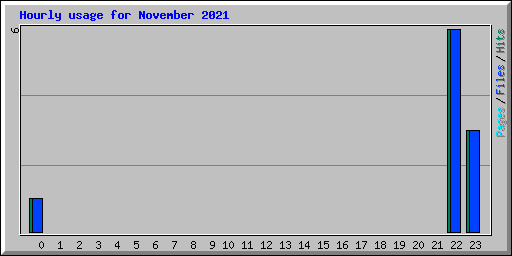 Hourly usage for November 2021
6
Pages/Files/Hits
0 1 2 3 4 5 6 7 8 9 10 11 12 13 14 15 16 17 18 19 20 21 22 23